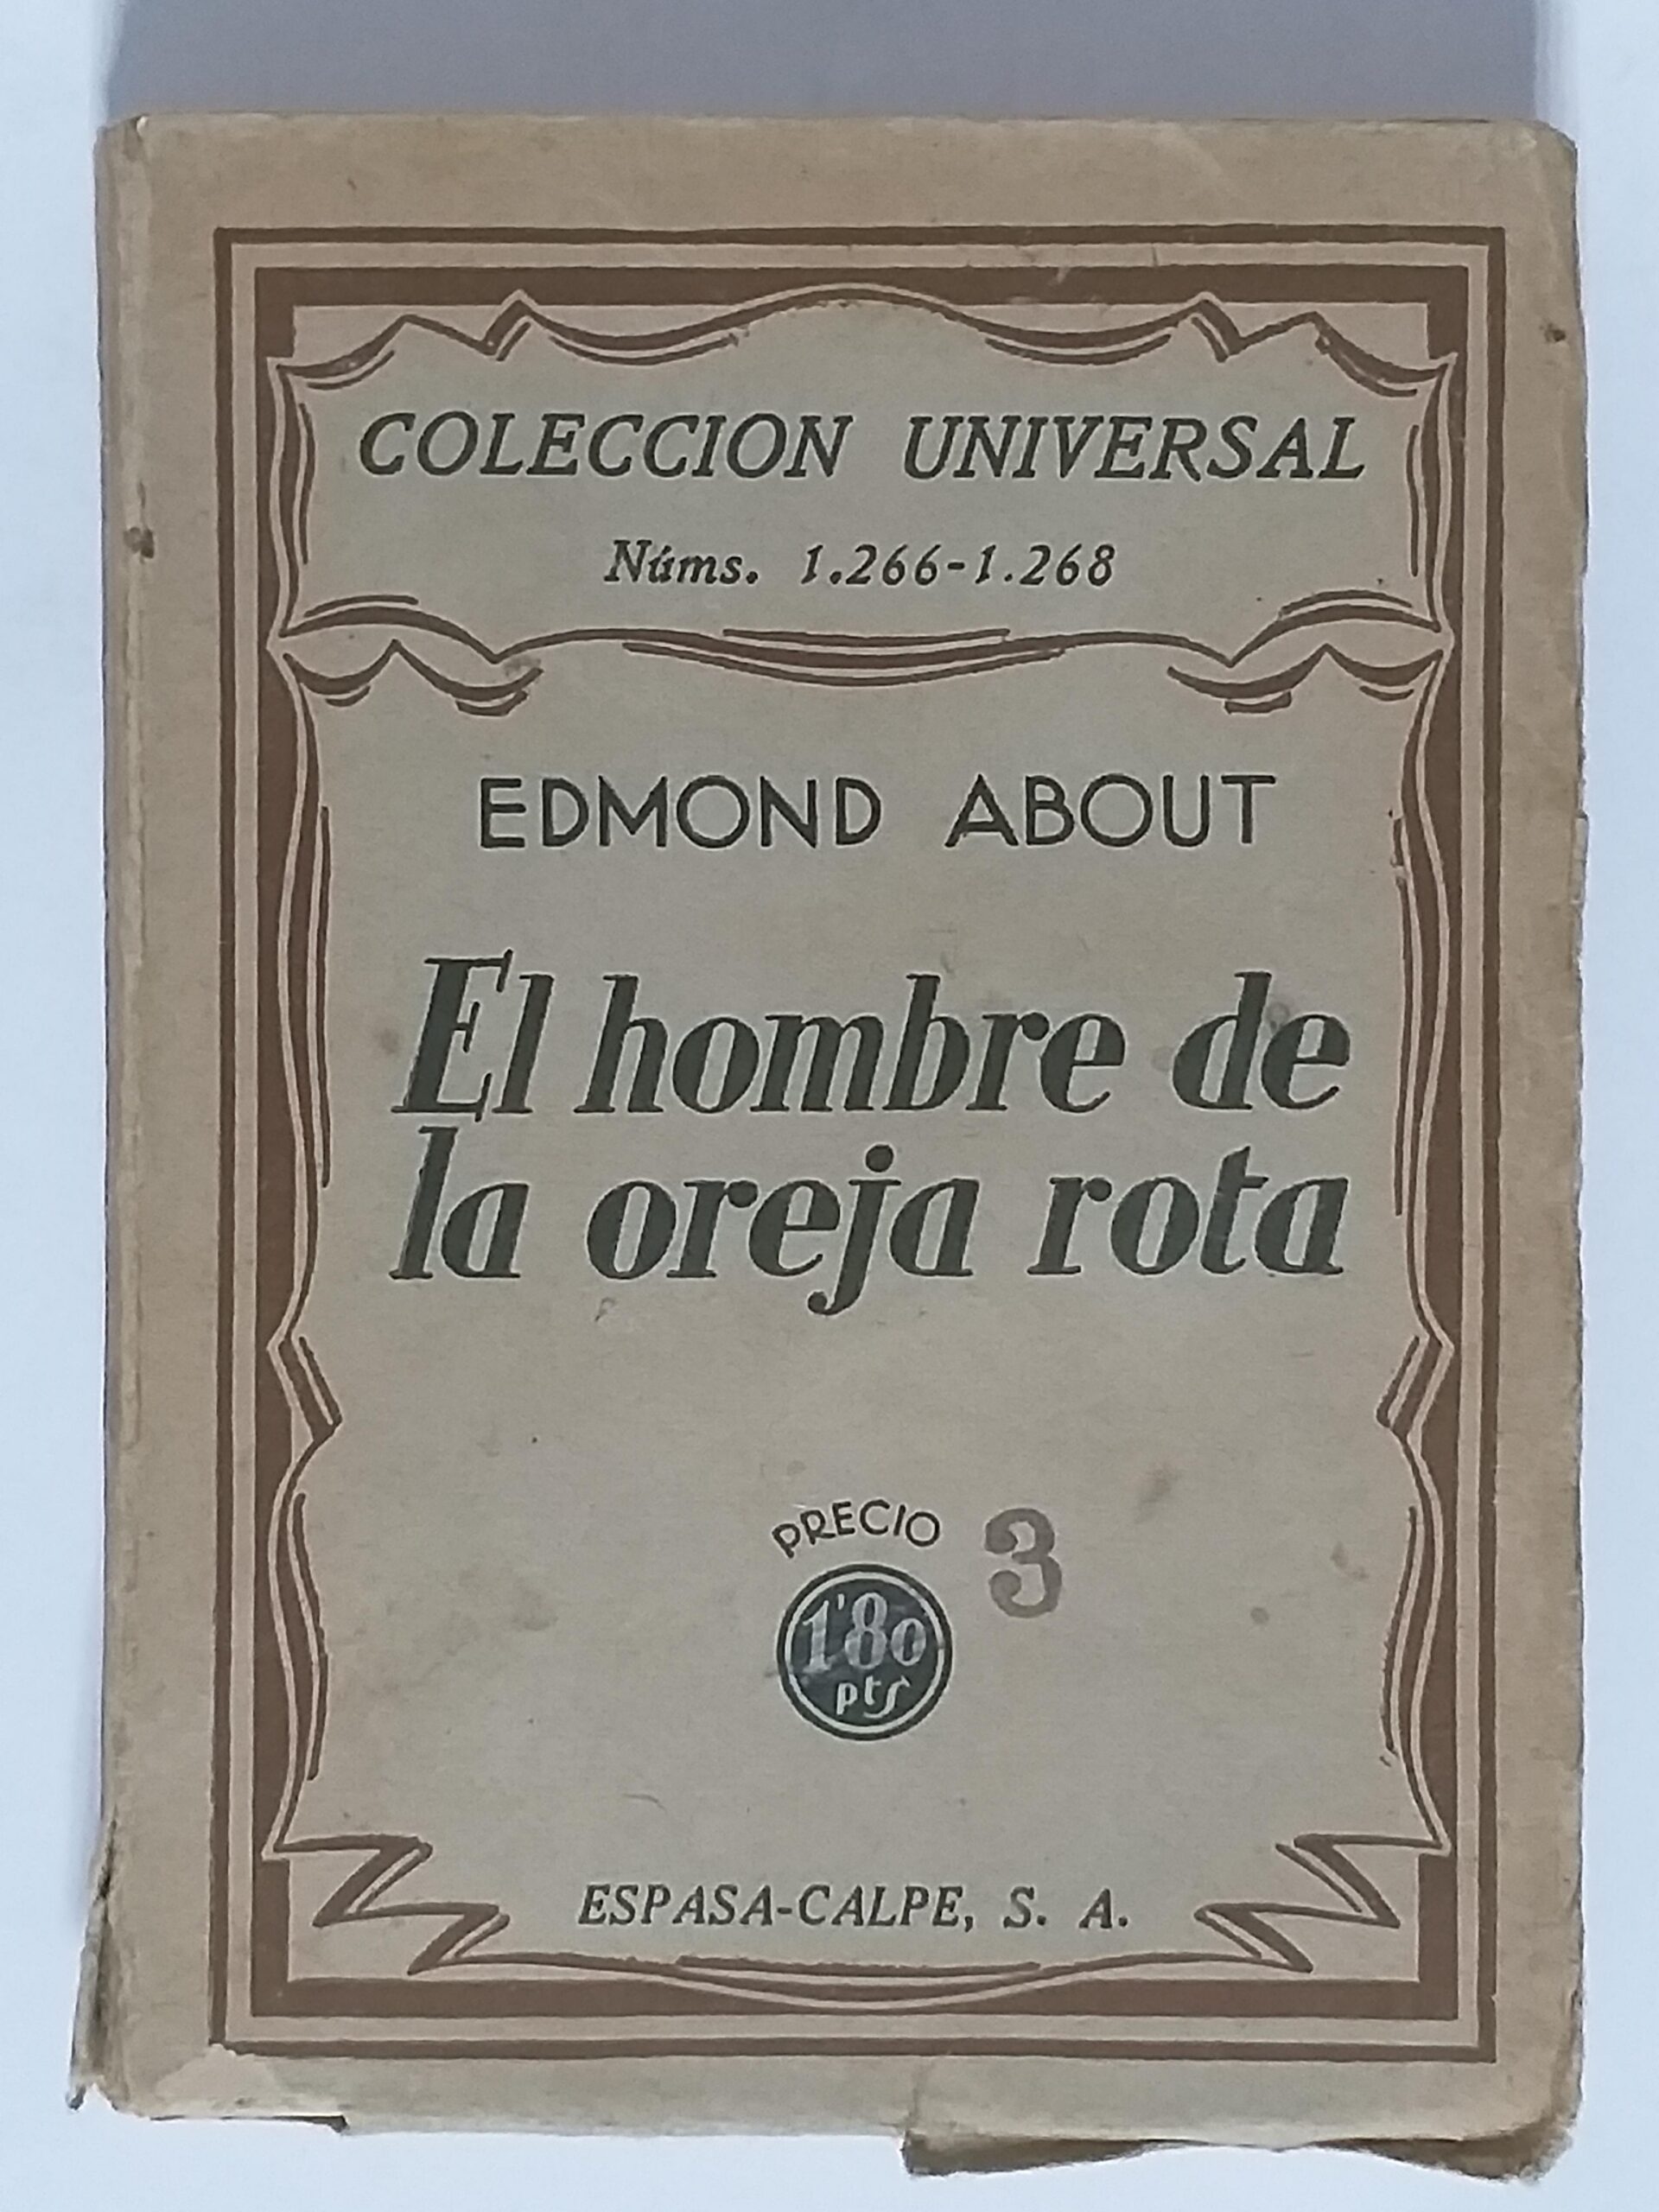 COLECCION UNIVERSAL
Núms. 1.266-1.268
EDMOND ABOUT
El hombre de
la oreja rota
PRECIO
3
1'80
pts
ESPASA-CALPE, S. A.